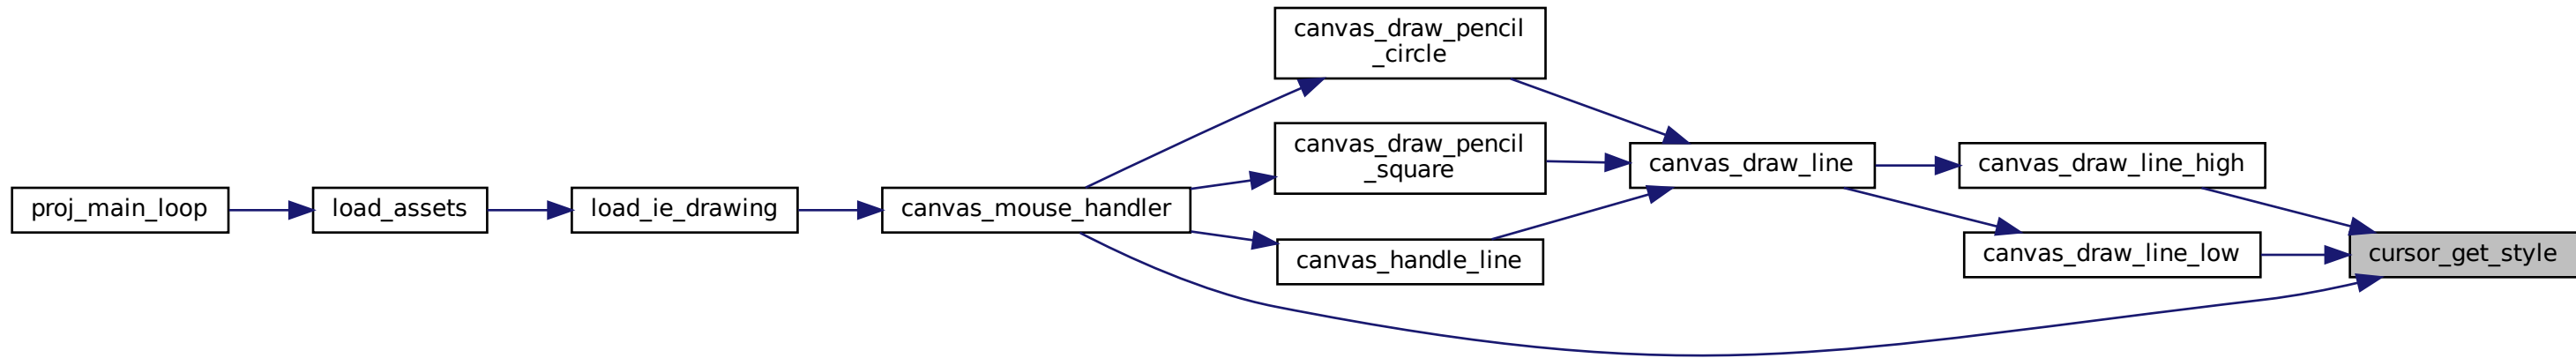 canvas_draw_pencil
_circle
canvas_draw_pencil
_square
canvas_draw_line
canvas_draw_line_high
proj_main_loop
load_assets
load_ie_drawing
canvas_mouse_handler
canvas_handle_line
canvas_draw_line_low
cursor_get_style